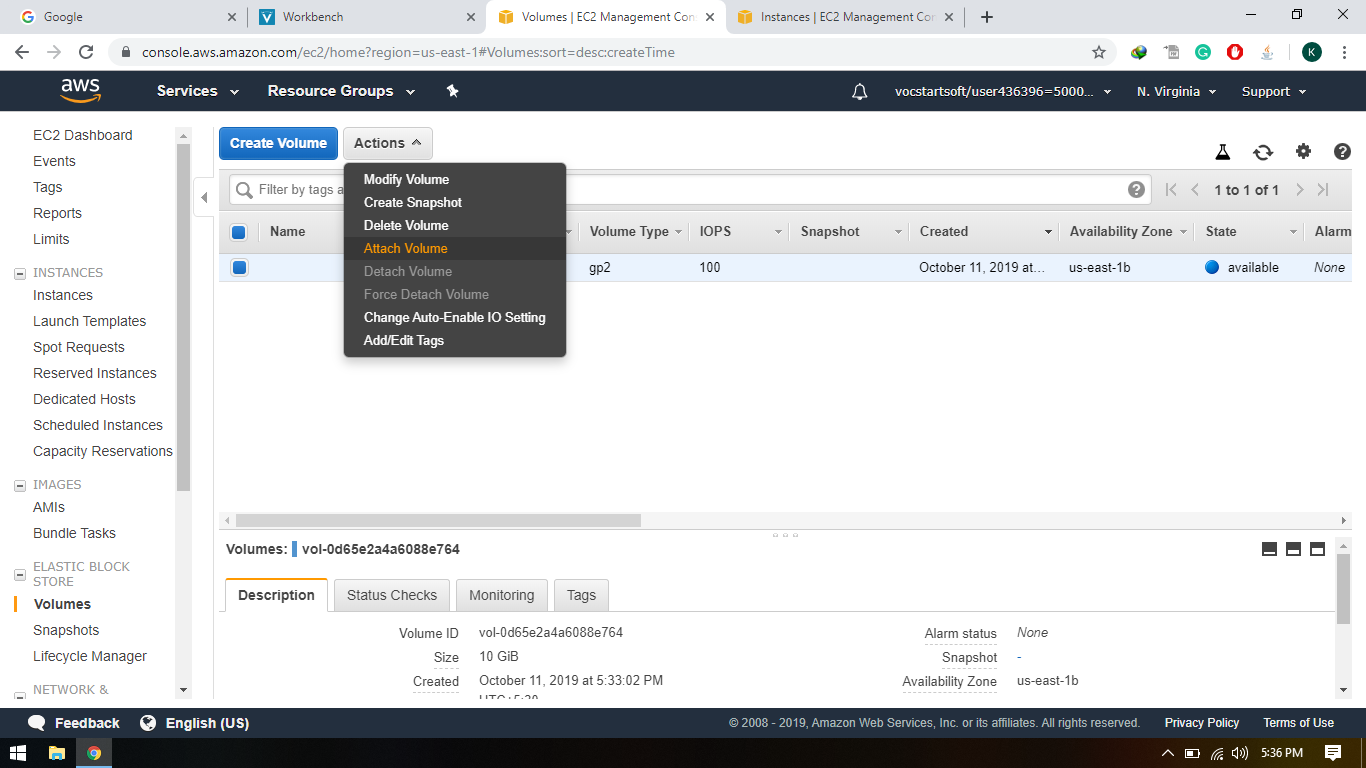 Google
Workbench
Volumes | EC2 Management Con
Instances | EC2 Management Con
console.aws.amazon.com/ec2/home?region=us-east-1#Volumes:sort=desc:createTime
K
aws
Services
Resource Groups
vocstartsoft/user436396=5000...
N. Virginia
Support
EC2 Dashboard
Events
Tags
Reports
Limits
INSTANCES
Instances
Launch Templates
Spot Requests
Reserved Instances
Dedicated Hosts
Scheduled Instances
Capacity Reservations
IMAGES
AMIs
Bundle Tasks
ELASTIC BLOCK
STORE
Volumes
Snapshots
Lifecycle Manager
NETWORK &
Create Volume
Actions
Modify Volume
Create Snapshot
Delete Volume
Attach Volume
Detach Volume
Force Detach Volume
Change Auto-Enable IO Setting
Add/Edit Tags
Filter by tags a
1 to 1 of 1
Name
Volume Type
IOPS
Snapshot
Created
Availability Zone
State
Alarm
gp2
100
October 11, 2019 at...
us-east-1b
available
None
Volumes: vol-0d65e2a4a6088e764
Description
Status Checks
Monitoring
Tags
Volume ID vol-0d65e2a4a6088e764
Size 10 GiB
Created October 11, 2019 at 5:33:02 PM
UTC+5:30
Alarm status None
Snapshot -
Availability Zone us-east-1b
Feedback
English (US)
© 2008 - 2019, Amazon Web Services, Inc. or its affiliates. All rights reserved.
Privacy Policy
Terms of Use
5:36 PM